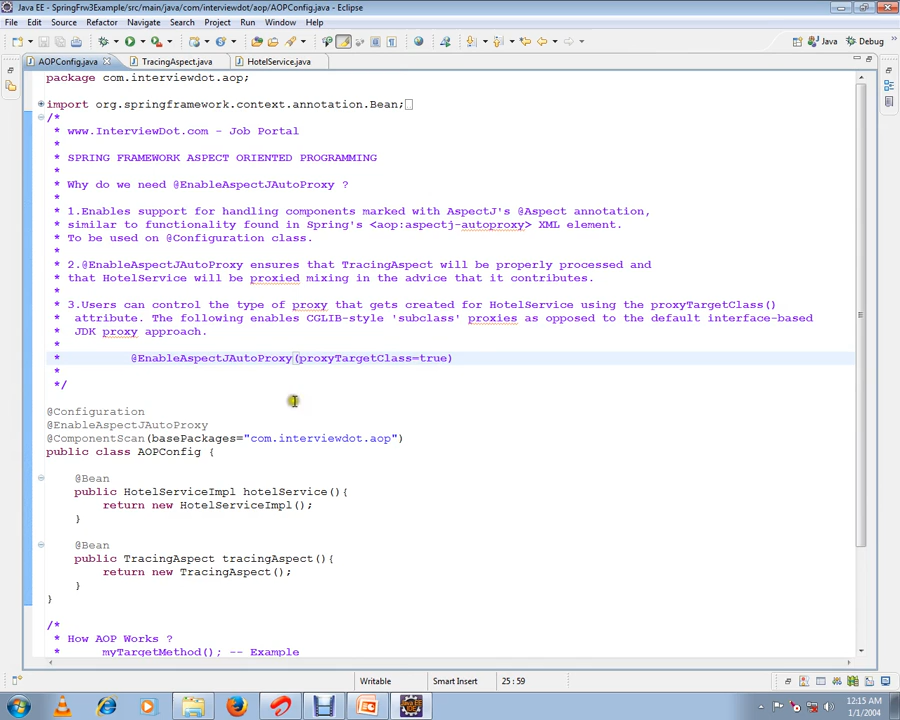 Java EE - SpringFrw3Example/src/main/java/com/interviewdot/aop/AOPConfig.java - Eclipse
File Edit Source Refactor Navigate Search Project Run Window Help
Java Debug
AOPConfig.java TracingAspect.java HotelService.java
package com.interviewdot.aop;
import org.springframework.context.annotation.Bean;
/*
* www.InterviewDot.com - Job Portal
*
* SPRING FRAMEWORK ASPECT ORIENTED PROGRAMMING
*
* Why do we need @EnableAspectJAutoProxy ?
*
* 1.Enables support for handling components marked with AspectJ's @Aspect annotation,
* similar to functionality found in Spring's <aop:aspectj-autoproxy> XML element.
* To be used on @Configuration class.
*
* 2.@EnableAspectJAutoProxy ensures that TracingAspect will be properly processed and
* that HotelService will be proxied mixing in the advice that it contributes.
*
* 3.Users can control the type of proxy that gets created for HotelService using the proxyTargetClass()
* attribute. The following enables CGLIB-style 'subclass' proxies as opposed to the default interface-based
* JDK proxy approach.
*
* @EnableAspectJAutoProxy(proxyTargetClass=true)
*
*/
@Configuration
@EnableAspectJAutoProxy
@ComponentScan(basePackages="com.interviewdot.aop")
public class AOPConfig {
@Bean
public HotelServiceImpl hotelService(){
return new HotelServiceImpl();
}
@Bean
public TracingAspect tracingAspect(){
return new TracingAspect();
}
}
/*
* How AOP Works ?
* myTargetMethod(); -- Example
Writable Smart Insert 25 : 59
12:15 AM
1/1/2004